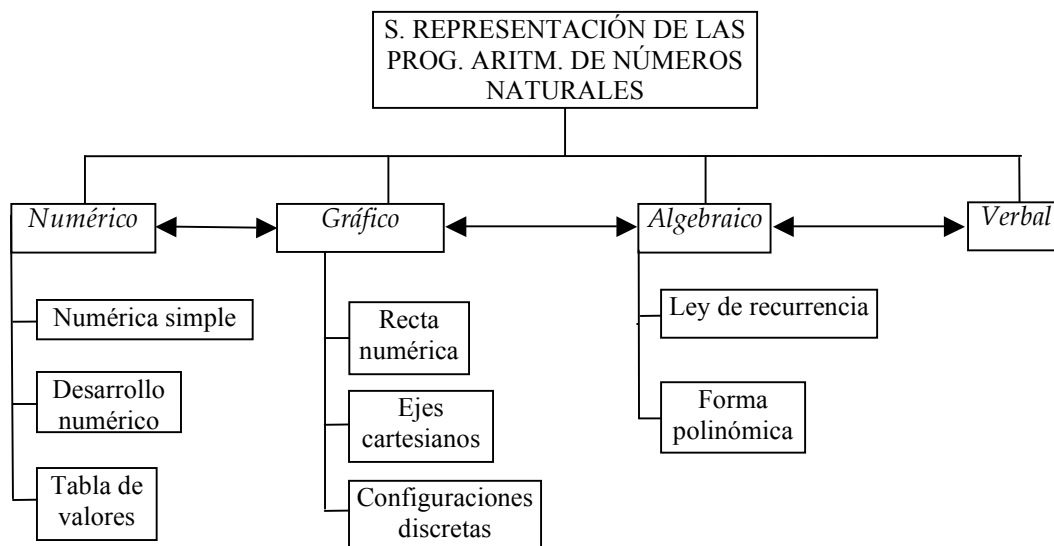 S. REPRESENTACIÓN DE LAS
PROG. ARITM. DE NÚMEROS
NATURALES
Numérico
Gráfico
Algebraico
Verbal
Numérica simple
Desarrollo
numérico
Tabla de
valores
Recta
numérica
Ejes
cartesianos
Configuraciones
discretas
Ley de recurrencia
Forma
polinómica